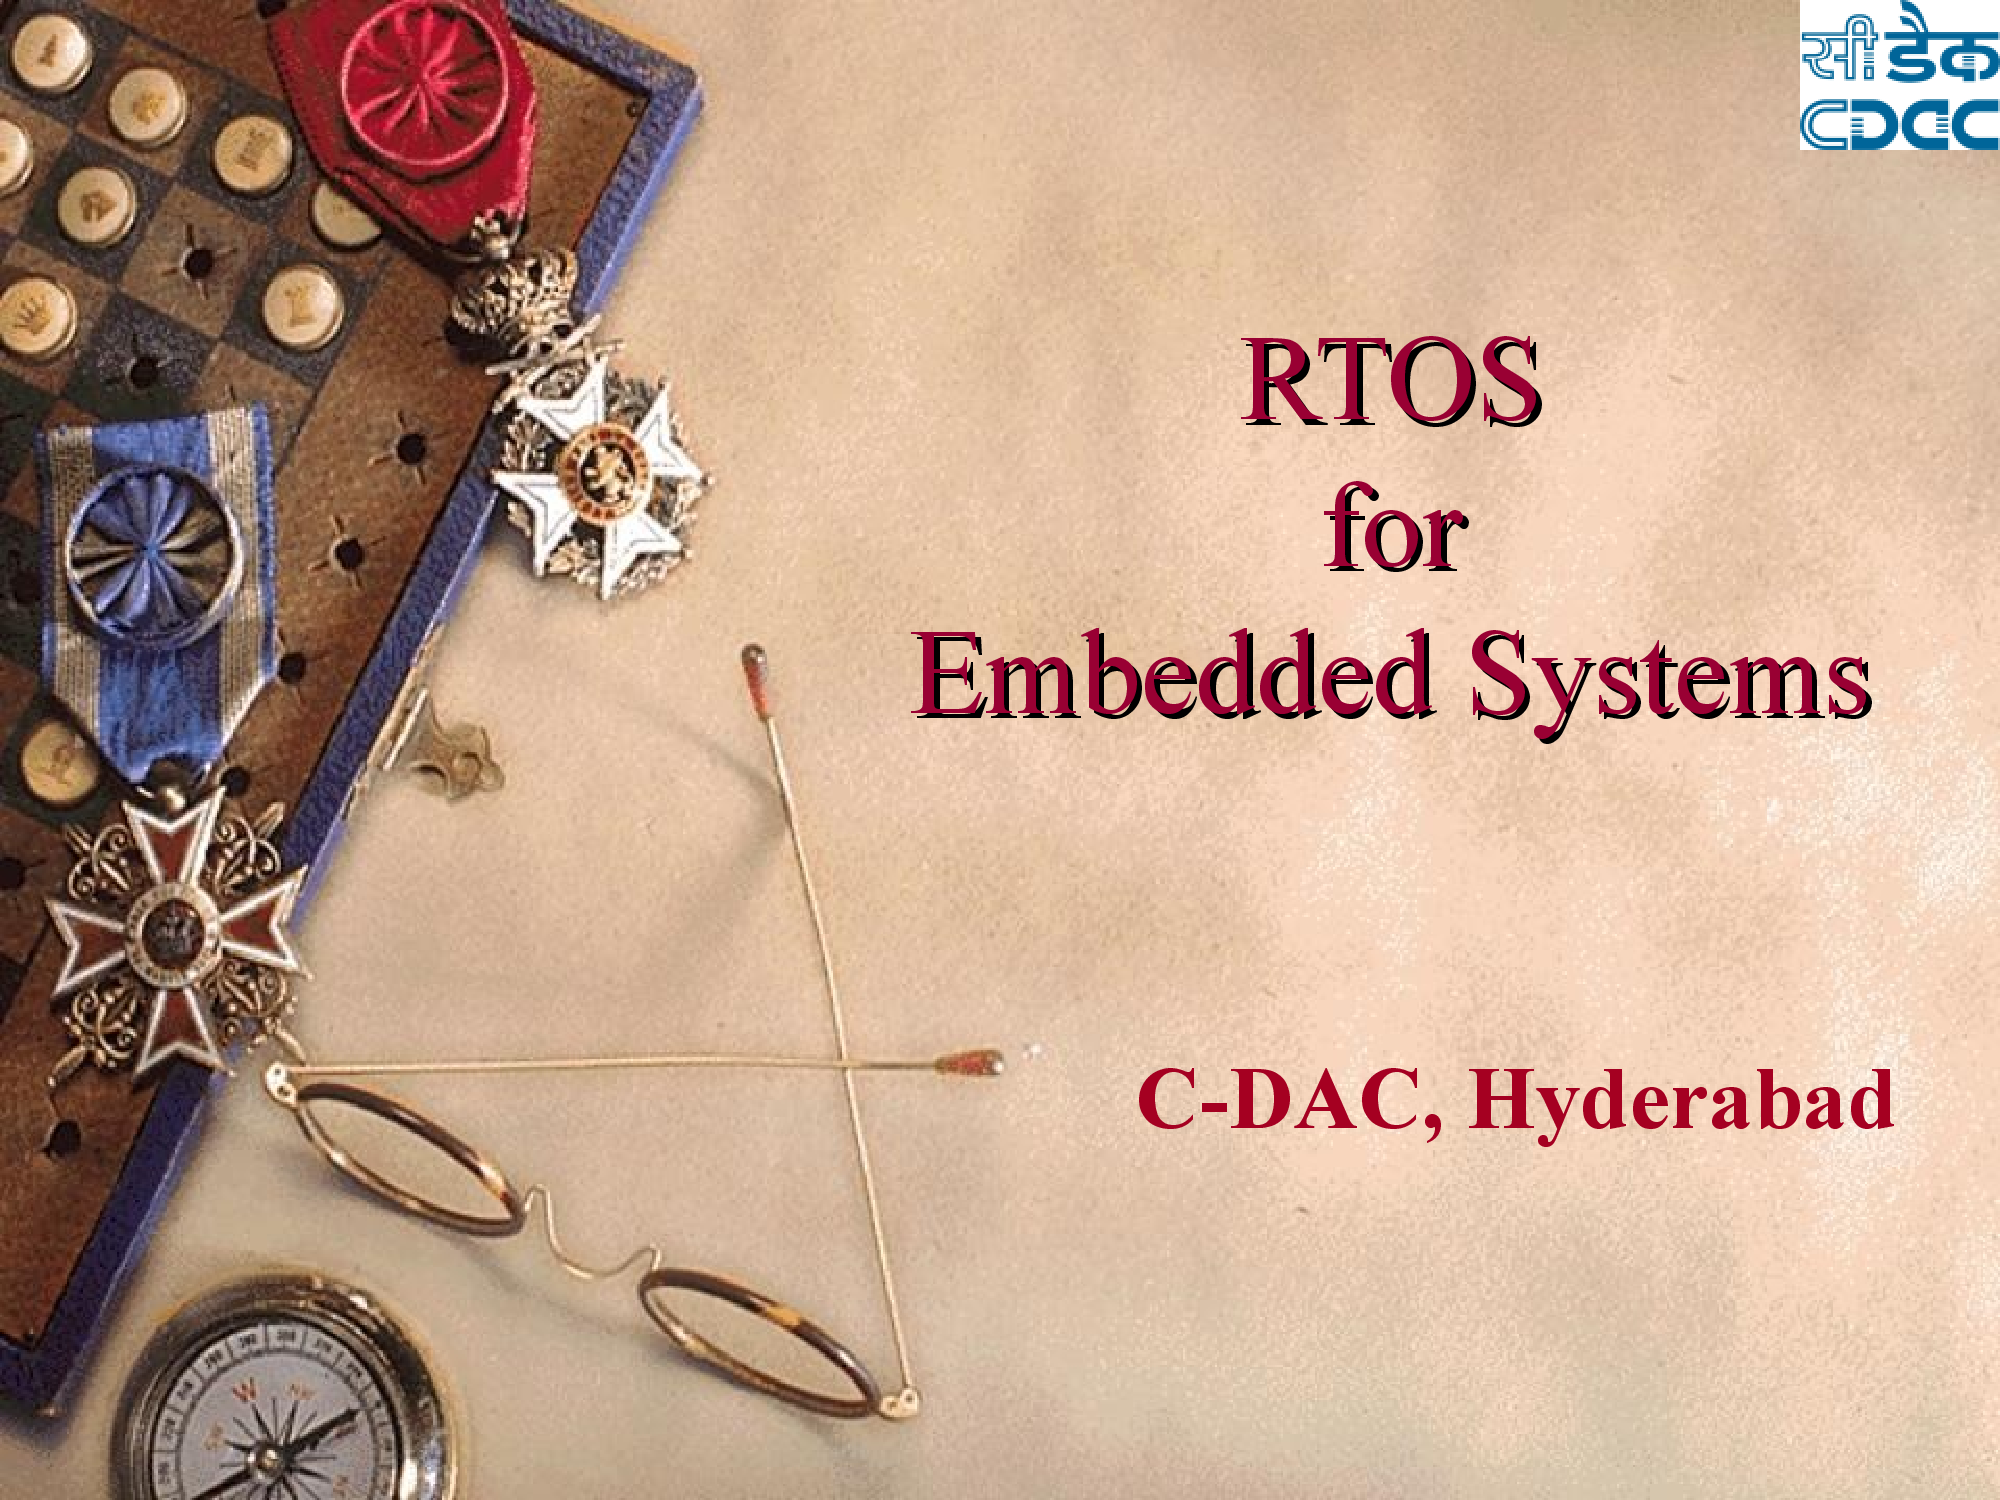 सी डैक
CDAC
RTOS
for
Embedded Systems
C-DAC, Hyderabad
W